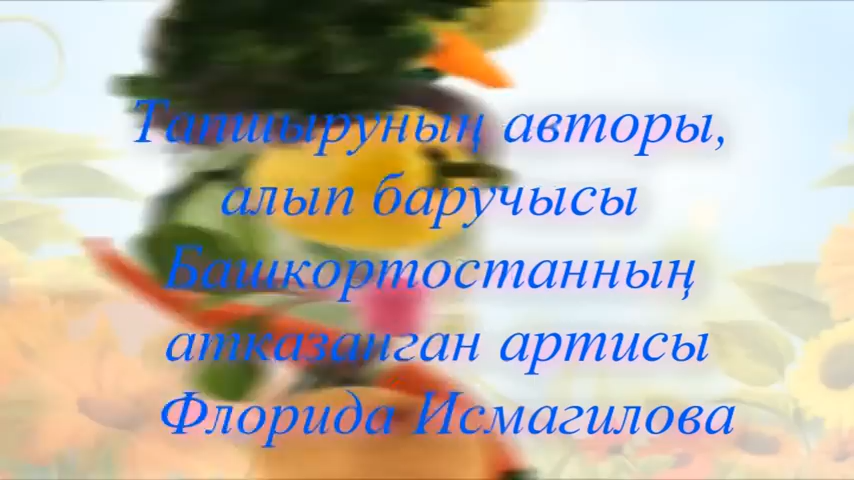 Тапшыруның авторы,
алып баручысы
Башкортостанның
атказанган артисы
Флорида Исмагилова